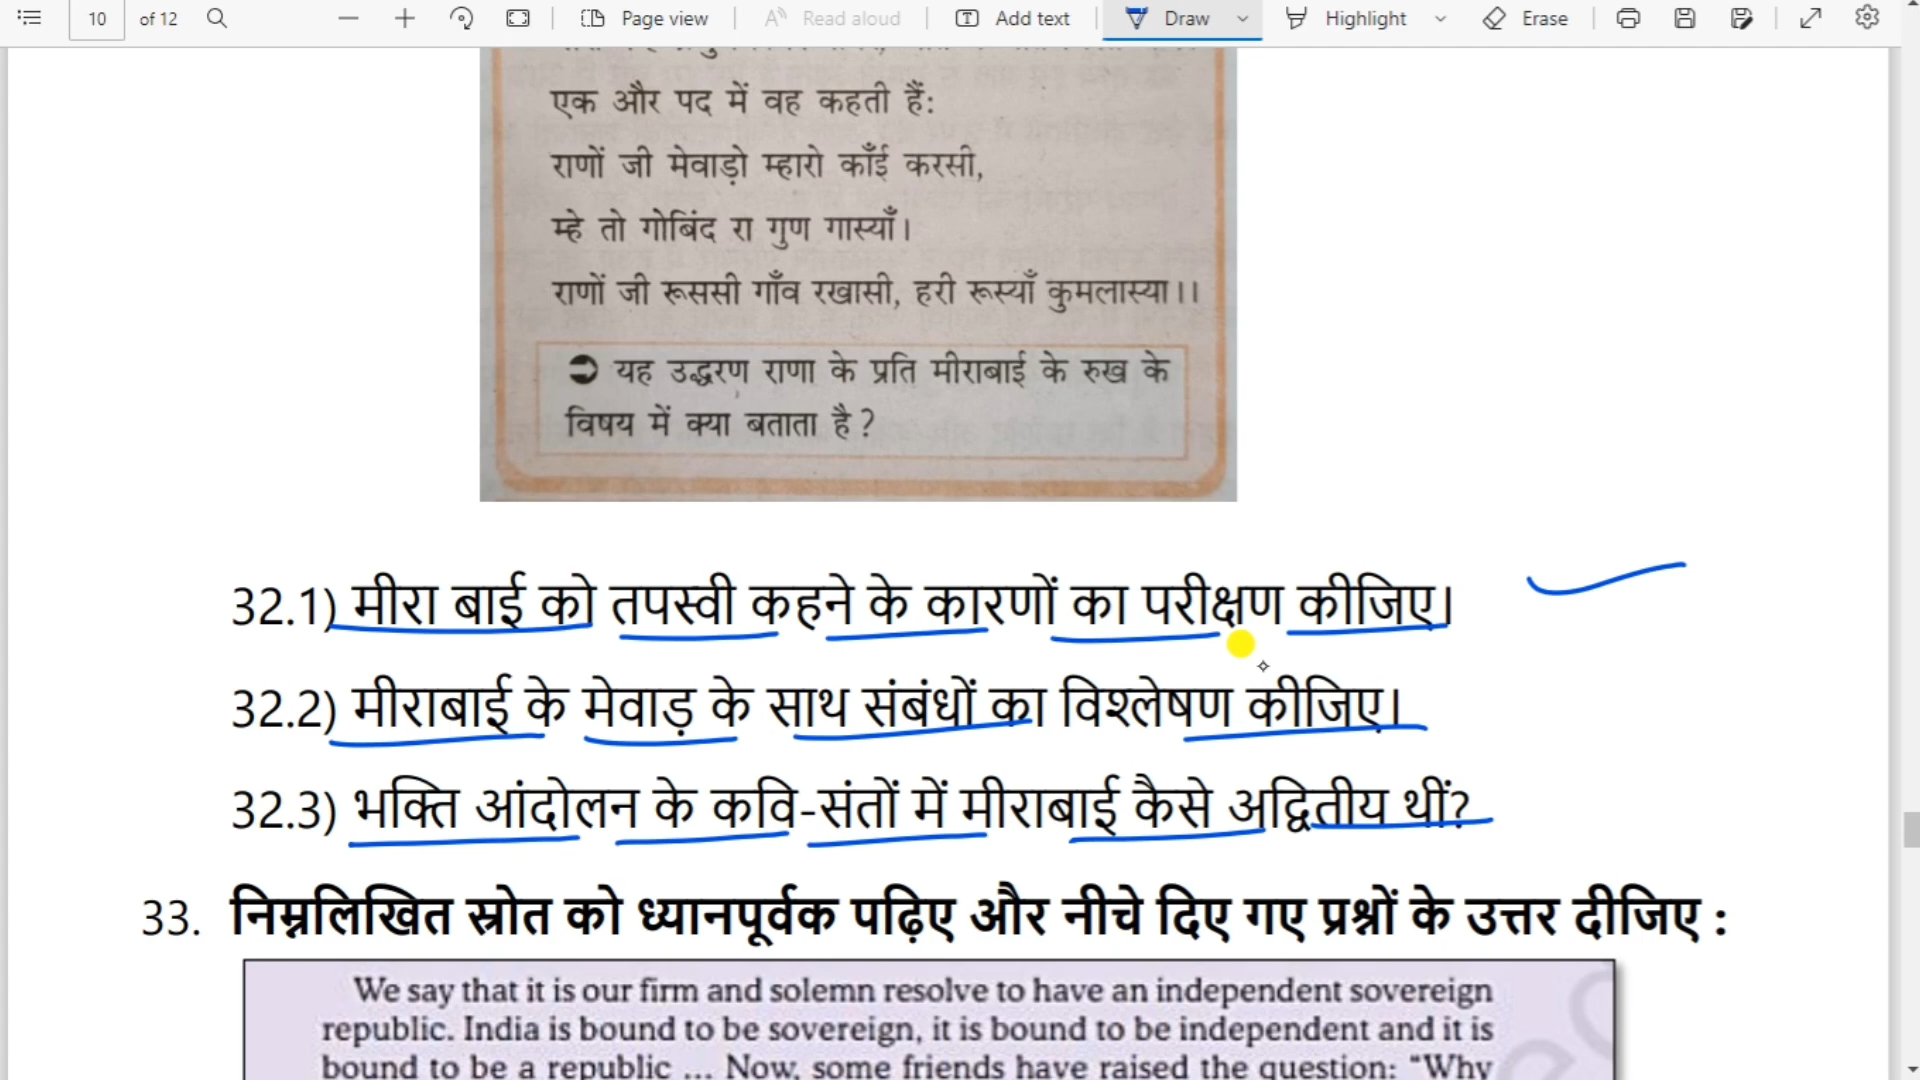 10 of 12 Page view Read aloud Add text Draw Highlight Erase
एक और पद में वह कहती हैं:
राणों जी मेवाड़ो म्हारो काँई करसी,
म्हे तो गोबिंद रा गुण गास्याँ।
राणों जी रूससी गाँव रखासी, हरी रूस्याँ कुमलास्या।।
यह उद्धरण राणा के प्रति मीराबाई के रुख के
विषय में क्या बताता है?
32.1) मीरा बाई को तपस्वी कहने के कारणों का परीक्षण कीजिए।
32.2) मीराबाई के मेवाड़ के साथ संबंधों का विश्लेषण कीजिए।
32.3) भक्ति आंदोलन के कवि-संतों में मीराबाई कैसे अद्वितीय थीं?
33. निम्नलिखित स्रोत को ध्यानपूर्वक पढ़िए और नीचे दिए गए प्रश्नों के उत्तर दीजिए :
We say that it is our firm and solemn resolve to have an independent sovereign
republic. India is bound to be sovereign, it is bound to be independent and it is
bound to be a republic ... Now, some friends have raised the question: "Why